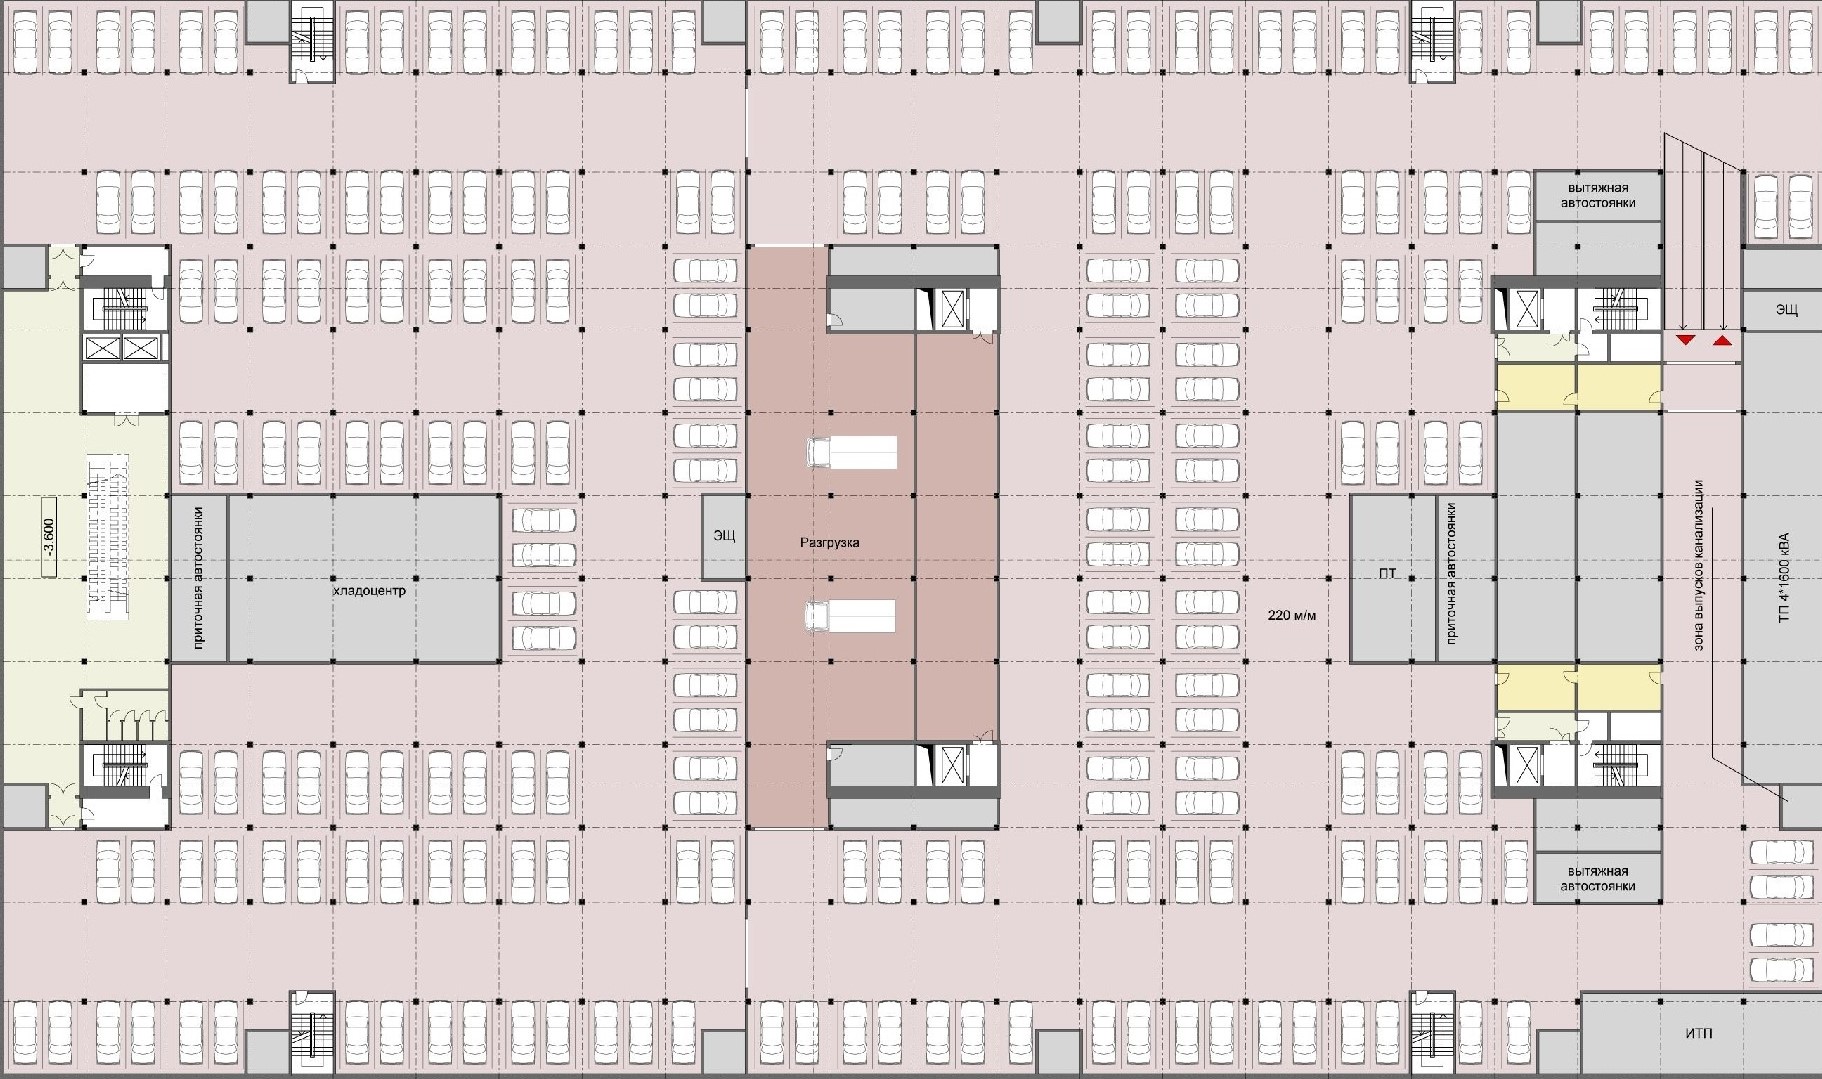 вытяжная
автостоянки
ЭЩ
-3.600
приточная автостоянки
хладоцентр
ЭЩ
Разгрузка
220 м/м
ПТ
приточная автостоянки
зона выпусков канализации
ТП 4*1600 кВА
вытяжная
автостоянки
ИТП